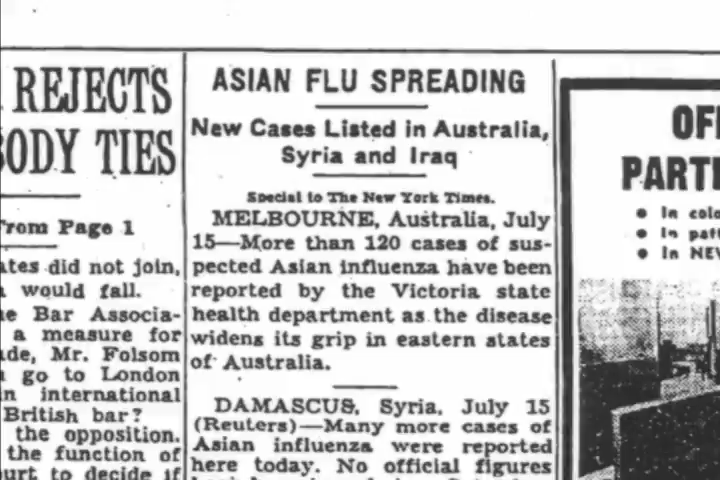 REJECTS
BODY TIES
From Page 1
ates did not join,
would fall.
e Bar Associa-
a measure for
ade, Mr. Folsom
go to London
n international
British bar?
the opposition.
the function of
ourt to decide if
ASIAN FLU SPREADING
New Cases Listed in Australia,
Syria and Iraq
Special to The New York Times.
MELBOURNE, Australia, July
15—More than 120 cases of sus-
pected Asian influenza have been
reported by the Victoria state
health department as the disease
widens its grip in eastern states
of Australia.
DAMASCUS, Syria, July 15
(Reuters)—Many more cases of
Asian influenza were reported
here today. No official figures
OFF
PARTI
• In colo
• In patt
• In NEW